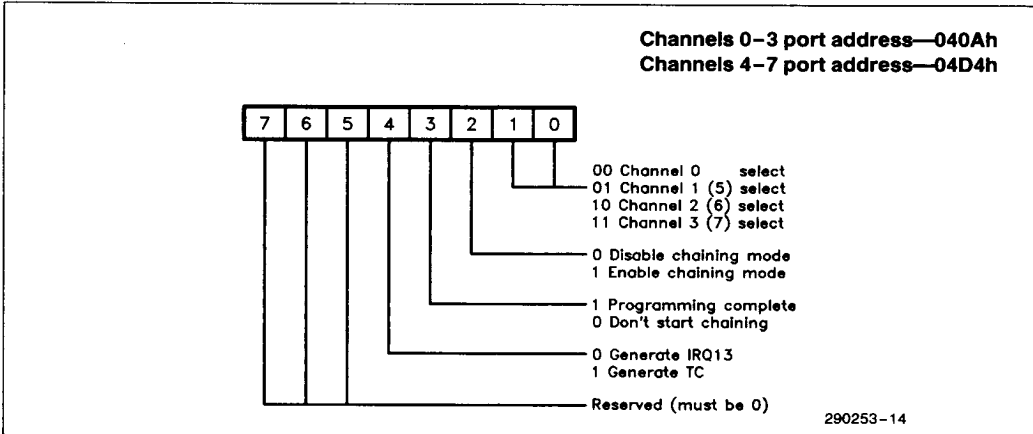 Channels 0–3 port address—040Ah
Channels 4–7 port address—04D4h
7 6 5 4 3 2 1 0
00 Channel 0 select
01 Channel 1 (5) select
10 Channel 2 (6) select
11 Channel 3 (7) select
0 Disable chaining mode
1 Enable chaining mode
1 Programming complete
0 Don't start chaining
0 Generate IRQ13
1 Generate TC
Reserved (must be 0)
290253–14